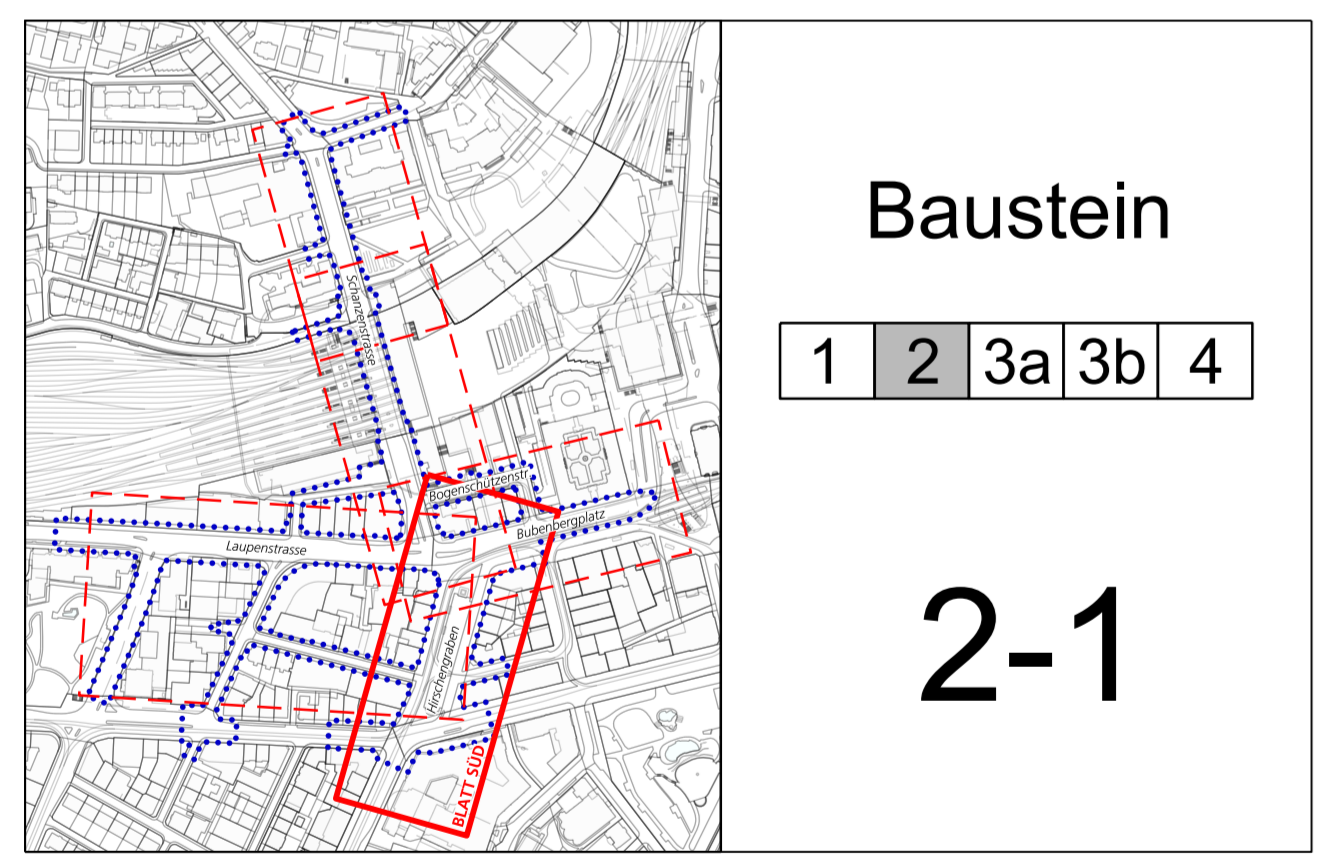 Schanzenstrasse
Bogenschützenstr
Bubenbergplatz
Laupenstrasse
Hirschengraben
BLATT SÜD
Baustein
1 2 3a 3b 4
2-1